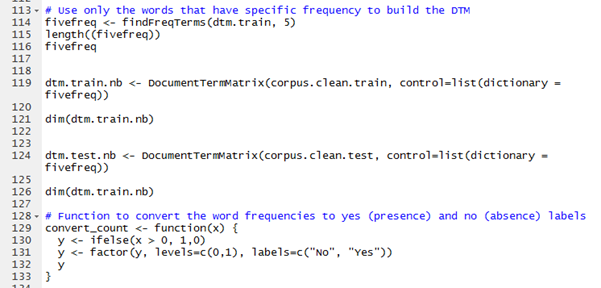 113 # Use only the words that have specific frequency to build the DTM
114 fivefreq <- findFreqTerms(dtm.train, 5)
115 length((fivefreq))
116 fivefreq
117
118
119 dtm.train.nb <- DocumentTermMatrix(corpus.clean.train, control=list(dictionary =
fivefreq))
120
121 dim(dtm.train.nb)
122
123
124 dtm.test.nb <- DocumentTermMatrix(corpus.clean.test, control=list(dictionary =
fivefreq))
125
126 dim(dtm.train.nb)
127
128 # Function to convert the word frequencies to yes (presence) and no (absence) labels
129 convert_count <- function(x) {
130 y <- ifelse(x > 0, 1,0)
131 y <- factor(y, levels=c(0,1), labels=c("No", "Yes"))
132 y
133 }